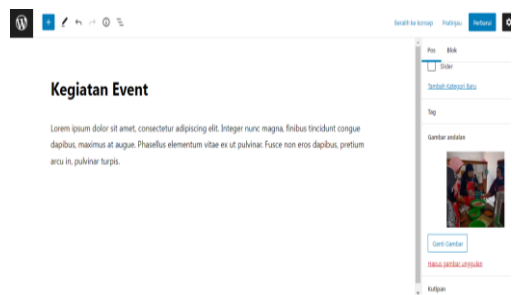 Beralih ke konsep Pratinjau Perbarui
Pos Blok
Slider
Tambah Kategori Baru
Kegiatan Event
Tag
Lorem ipsum dolor sit amet, consectetur adipiscing elit. Integer nunc magna, finibus tincidunt congue
dapibus, maximus at augue. Phasellus elementum vitae ex ut pulvinar. Fusce non eros dapibus, pretium
arcu in, pulvinar turpis.
Gambar andalan
Ganti Gambar
Hapus gambar unggulan
Kutipan